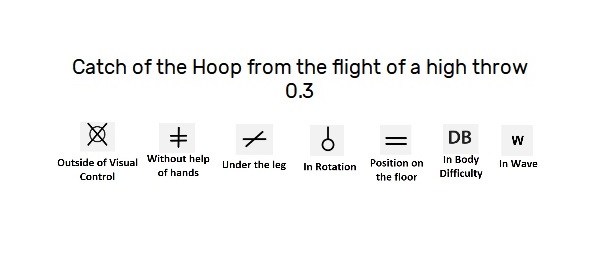 Catch of the Hoop from the flight of a high throw
0.3
DB
w
Outside of Visual Control
Without help of hands
Under the leg
In Rotation
Position on the floor
In Body Difficulty
In Wave